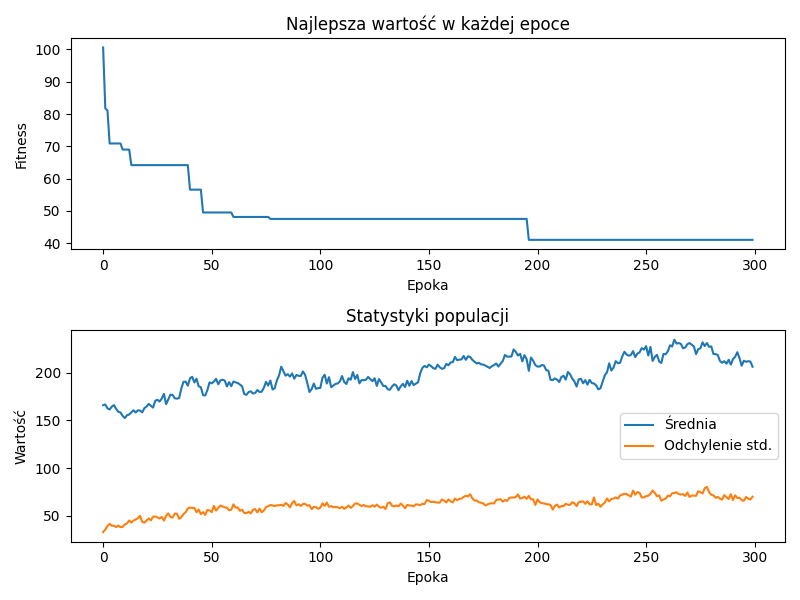 Najlepsza wartość w każdej epoce
100
90
80
70
60
50
40
Fitness
0 50 100 150 200 250 300
Epoka
Statystyki populacji
200
150
100
50
Wartość
Średnia
Odchylenie std.
0 50 100 150 200 250 300
Epoka